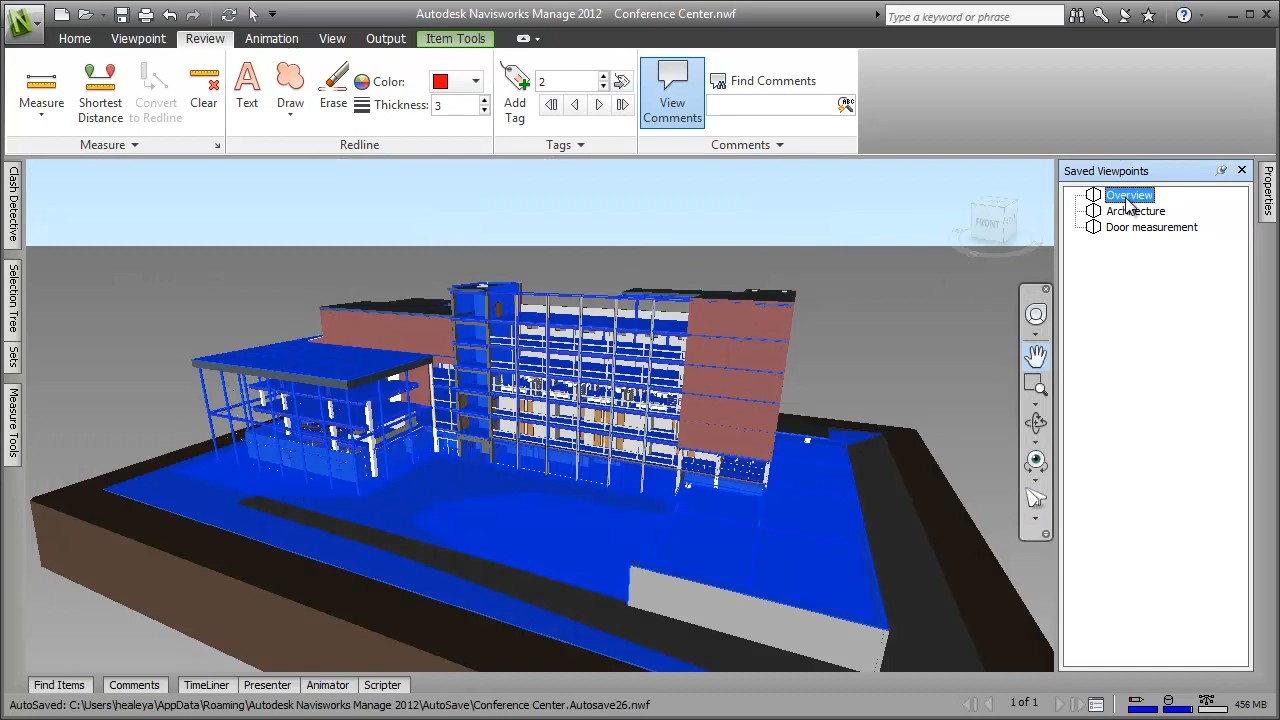 Autodesk Navisworks Manage 2012 Conference Center.nwf
Type a keyword or phrase
Home Viewpoint Review Animation View Output Item Tools
Measure
Shortest Distance
Convert to Redline
Clear
Text
Draw
Erase
Color:
Thickness: 3
Add Tag
2
View Comments
Find Comments
ABC
Measure
Redline
Tags
Comments
Saved Viewpoints
Overview
Architecture
Door measurement
Clash Detective
Selection Tree
Sets
Measure Tools
Properties
FRONT
Find Items Comments TimeLiner Presenter Animator Scripter
AutoSaved: C:\Users\healeya\AppData\Roaming\Autodesk Navisworks Manage 2012\AutoSave\Conference Center.Autosave26.nwf
1 of 1
456 MB